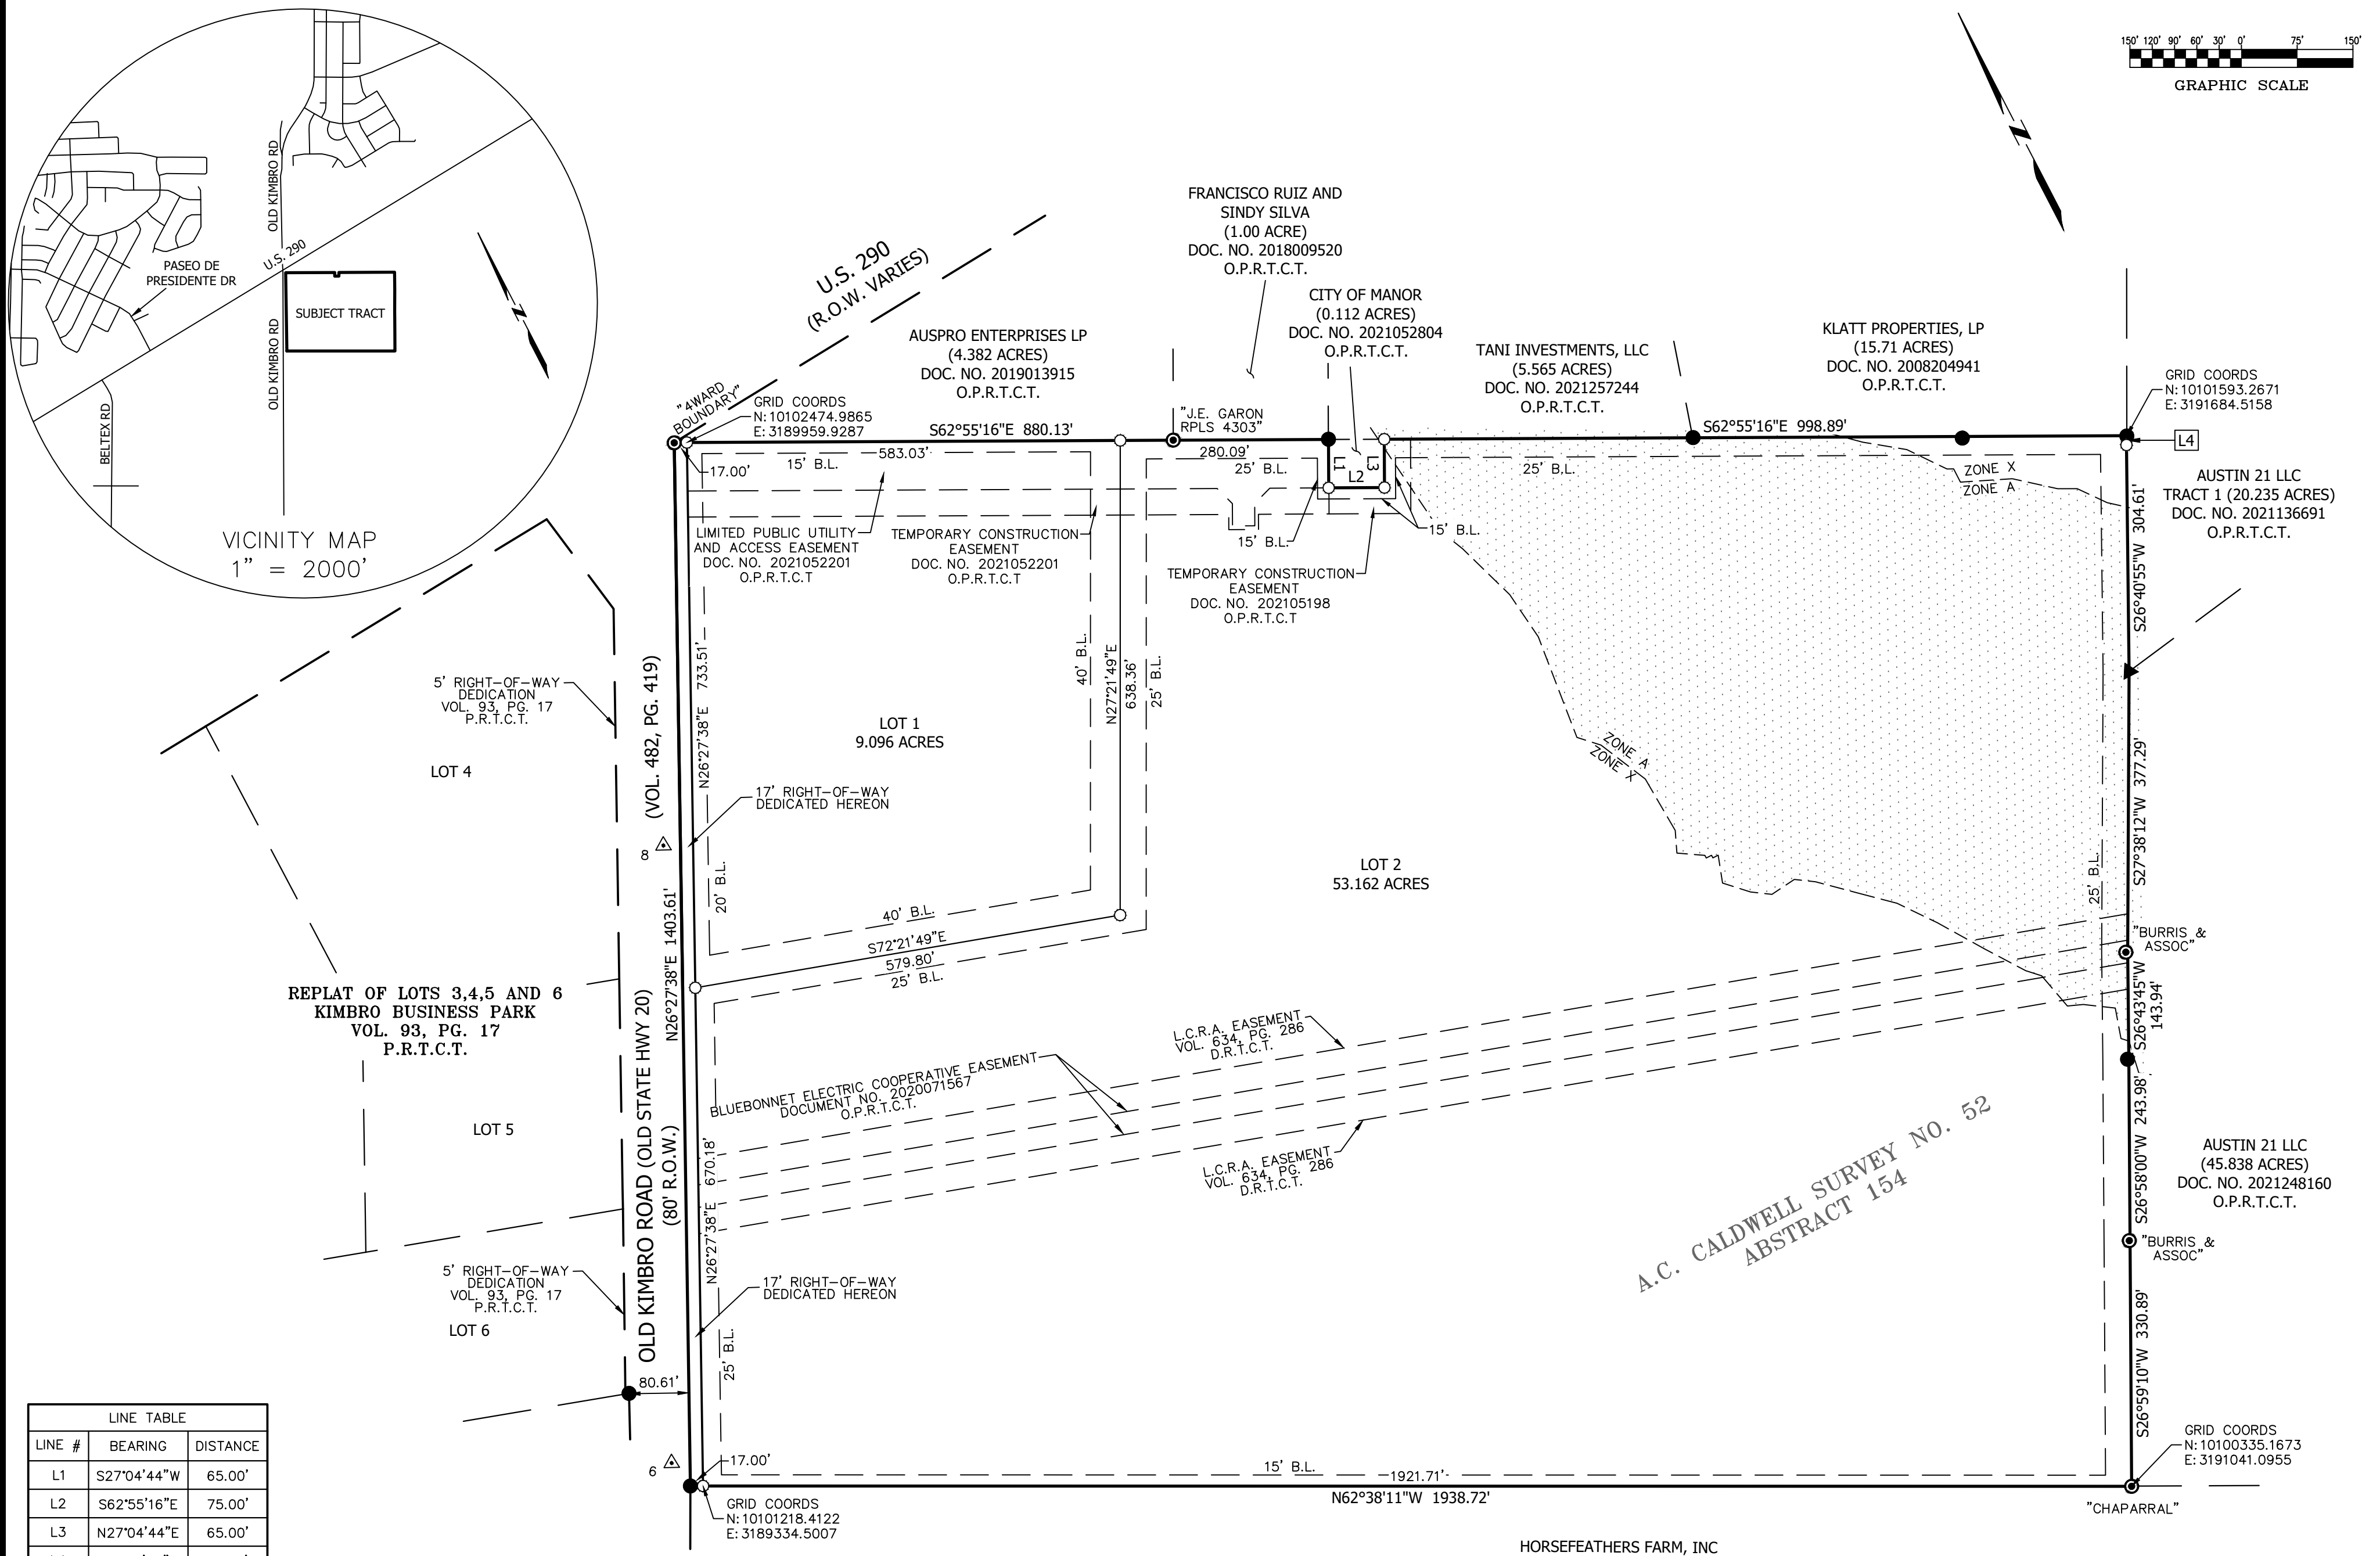 150' 120' 90' 60' 30' 0' 75' 150'
GRAPHIC SCALE
N
OLD KIMBRO RD
U.S. 290
PASEO DE
PRESIDENTE DR
SUBJECT TRACT
OLD KIMBRO RD
BELTEX RD
N
VICINITY MAP
1" = 2000'
U.S. 290
(R.O.W. VARIES)
FRANCISCO RUIZ AND
SINDY SILVA
(1.00 ACRE)
DOC. NO. 2018009520
O.P.R.T.C.T.
CITY OF MANOR
(0.112 ACRES)
DOC. NO. 2021052804
O.P.R.T.C.T.
AUSPRO ENTERPRISES LP
(4.382 ACRES)
DOC. NO. 2019013915
O.P.R.T.C.T.
TANI INVESTMENTS, LLC
(5.565 ACRES)
DOC. NO. 2021257244
O.P.R.T.C.T.
KLATT PROPERTIES, LP
(15.71 ACRES)
DOC. NO. 2008204941
O.P.R.T.C.T.
GRID COORDS
N: 10101593.2671
E: 3191684.5158
"4WARD
BOUNDARY"
GRID COORDS
N: 10102474.9865
E: 3189959.9287
"J.E. GARON
RPLS 4303"
S62°55'16"E 880.13'
S62°55'16"E 998.89'
L4
17.00'
15' B.L.
583.03'
280.09'
25' B.L.
L1
L2
L3
25' B.L.
ZONE X
ZONE A
AUSTIN 21 LLC
TRACT 1 (20.235 ACRES)
DOC. NO. 2021136691
O.P.R.T.C.T.
LIMITED PUBLIC UTILITY
AND ACCESS EASEMENT
DOC. NO. 2021052201
O.P.R.T.C.T
TEMPORARY CONSTRUCTION
EASEMENT
DOC. NO. 2021052201
O.P.R.T.C.T
15' B.L.
15' B.L.
TEMPORARY CONSTRUCTION
EASEMENT
DOC. NO. 202105198
O.P.R.T.C.T
S26°40'55"W 304.61'
5' RIGHT-OF-WAY
DEDICATION
VOL. 93, PG. 17
P.R.T.C.T.
(VOL. 482, PG. 419)
N26°27'38"E 733.51'
40' B.L.
N27°21'49"E
638.36'
25' B.L.
LOT 1
9.096 ACRES
LOT 4
ZONE A
ZONE X
S27°38'12"W 377.29'
17' RIGHT-OF-WAY
DEDICATED HEREON
8
20' B.L.
LOT 2
53.162 ACRES
25' B.L.
40' B.L.
S72°21'49"E
579.80'
25' B.L.
N26°27'38"E 1403.61'
"BURRIS &
ASSOC"
S26°43'45"W
143.94'
REPLAT OF LOTS 3,4,5 AND 6
KIMBRO BUSINESS PARK
VOL. 93, PG. 17
P.R.T.C.T.
L.C.R.A. EASEMENT
VOL. 634, PG. 286
D.R.T.C.T.
BLUEBONNET ELECTRIC COOPERATIVE EASEMENT
DOCUMENT NO. 2020071567
O.P.R.T.C.T.
OLD KIMBRO ROAD (OLD STATE HWY 20)
(80' R.O.W.)
LOT 5
N26°27'38"E 670.18'
L.C.R.A. EASEMENT
VOL. 634, PG. 286
D.R.T.C.T.
A.C. CALDWELL SURVEY NO. 52
ABSTRACT 154
S26°58'00"W 243.98'
AUSTIN 21 LLC
(45.838 ACRES)
DOC. NO. 2021248160
O.P.R.T.C.T.
"BURRIS &
ASSOC"
5' RIGHT-OF-WAY
DEDICATION
VOL. 93, PG. 17
P.R.T.C.T.
LOT 6
17' RIGHT-OF-WAY
DEDICATED HEREON
25' B.L.
80.61'
S26°59'10"W 330.89'
6
17.00'
15' B.L.
1921.71'
N62°38'11"W 1938.72'
GRID COORDS
N: 10101218.4122
E: 3189334.5007
GRID COORDS
N: 10100335.1673
E: 3191041.0955
"CHAPARRAL"
HORSEFEATHERS FARM, INC
LINE TABLE
LINE # BEARING DISTANCE
L1 S27°04'44"W 65.00'
L2 S62°55'16"E 75.00'
L3 N27°04'44"E 65.00'